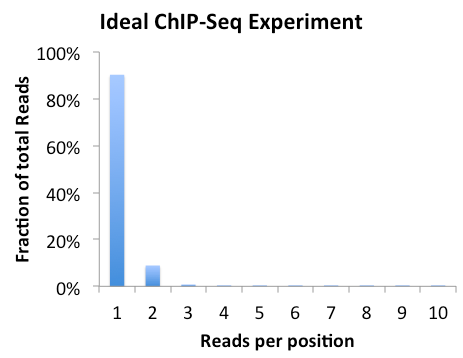 Ideal ChIP-Seq Experiment
Fraction of total Reads
100%
80%
60%
40%
20%
0%
1 2 3 4 5 6 7 8 9 10
Reads per position